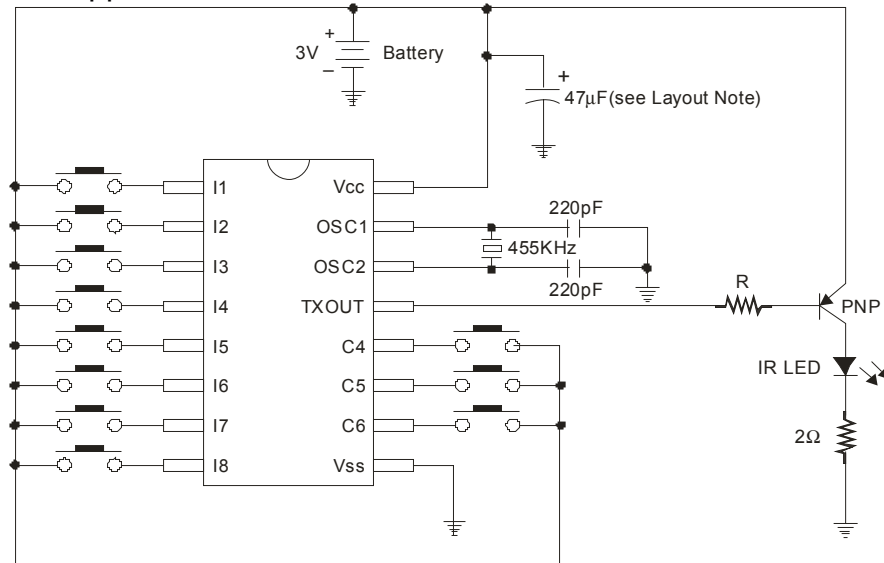 3V
+
–
Battery
+
47µF(see Layout Note)
I1
I2
I3
I4
I5
I6
I7
I8
Vcc
OSC1
OSC2
TXOUT
C4
C5
C6
Vss
220pF
455KHz
220pF
R
PNP
IR LED
2Ω